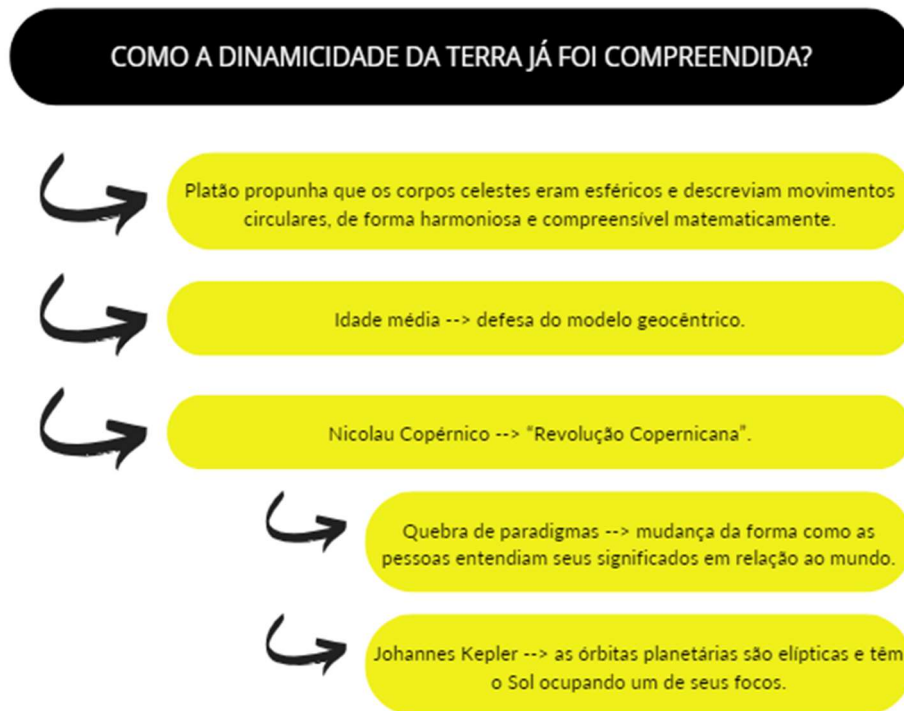 COMO A DINAMICIDADE DA TERRA JÁ FOI COMPREENDIDA?
Platão propunha que os corpos celestes eram esféricos e descreviam movimentos
circulares, de forma harmoniosa e compreensível matematicamente.
Idade média --> defesa do modelo geocêntrico.
Nicolau Copérnico --> “Revolução Copernicana”.
Quebra de paradigmas --> mudança da forma como as
pessoas entendiam seus significados em relação ao mundo.
Johannes Kepler --> as órbitas planetárias são elípticas e têm
o Sol ocupando um de seus focos.